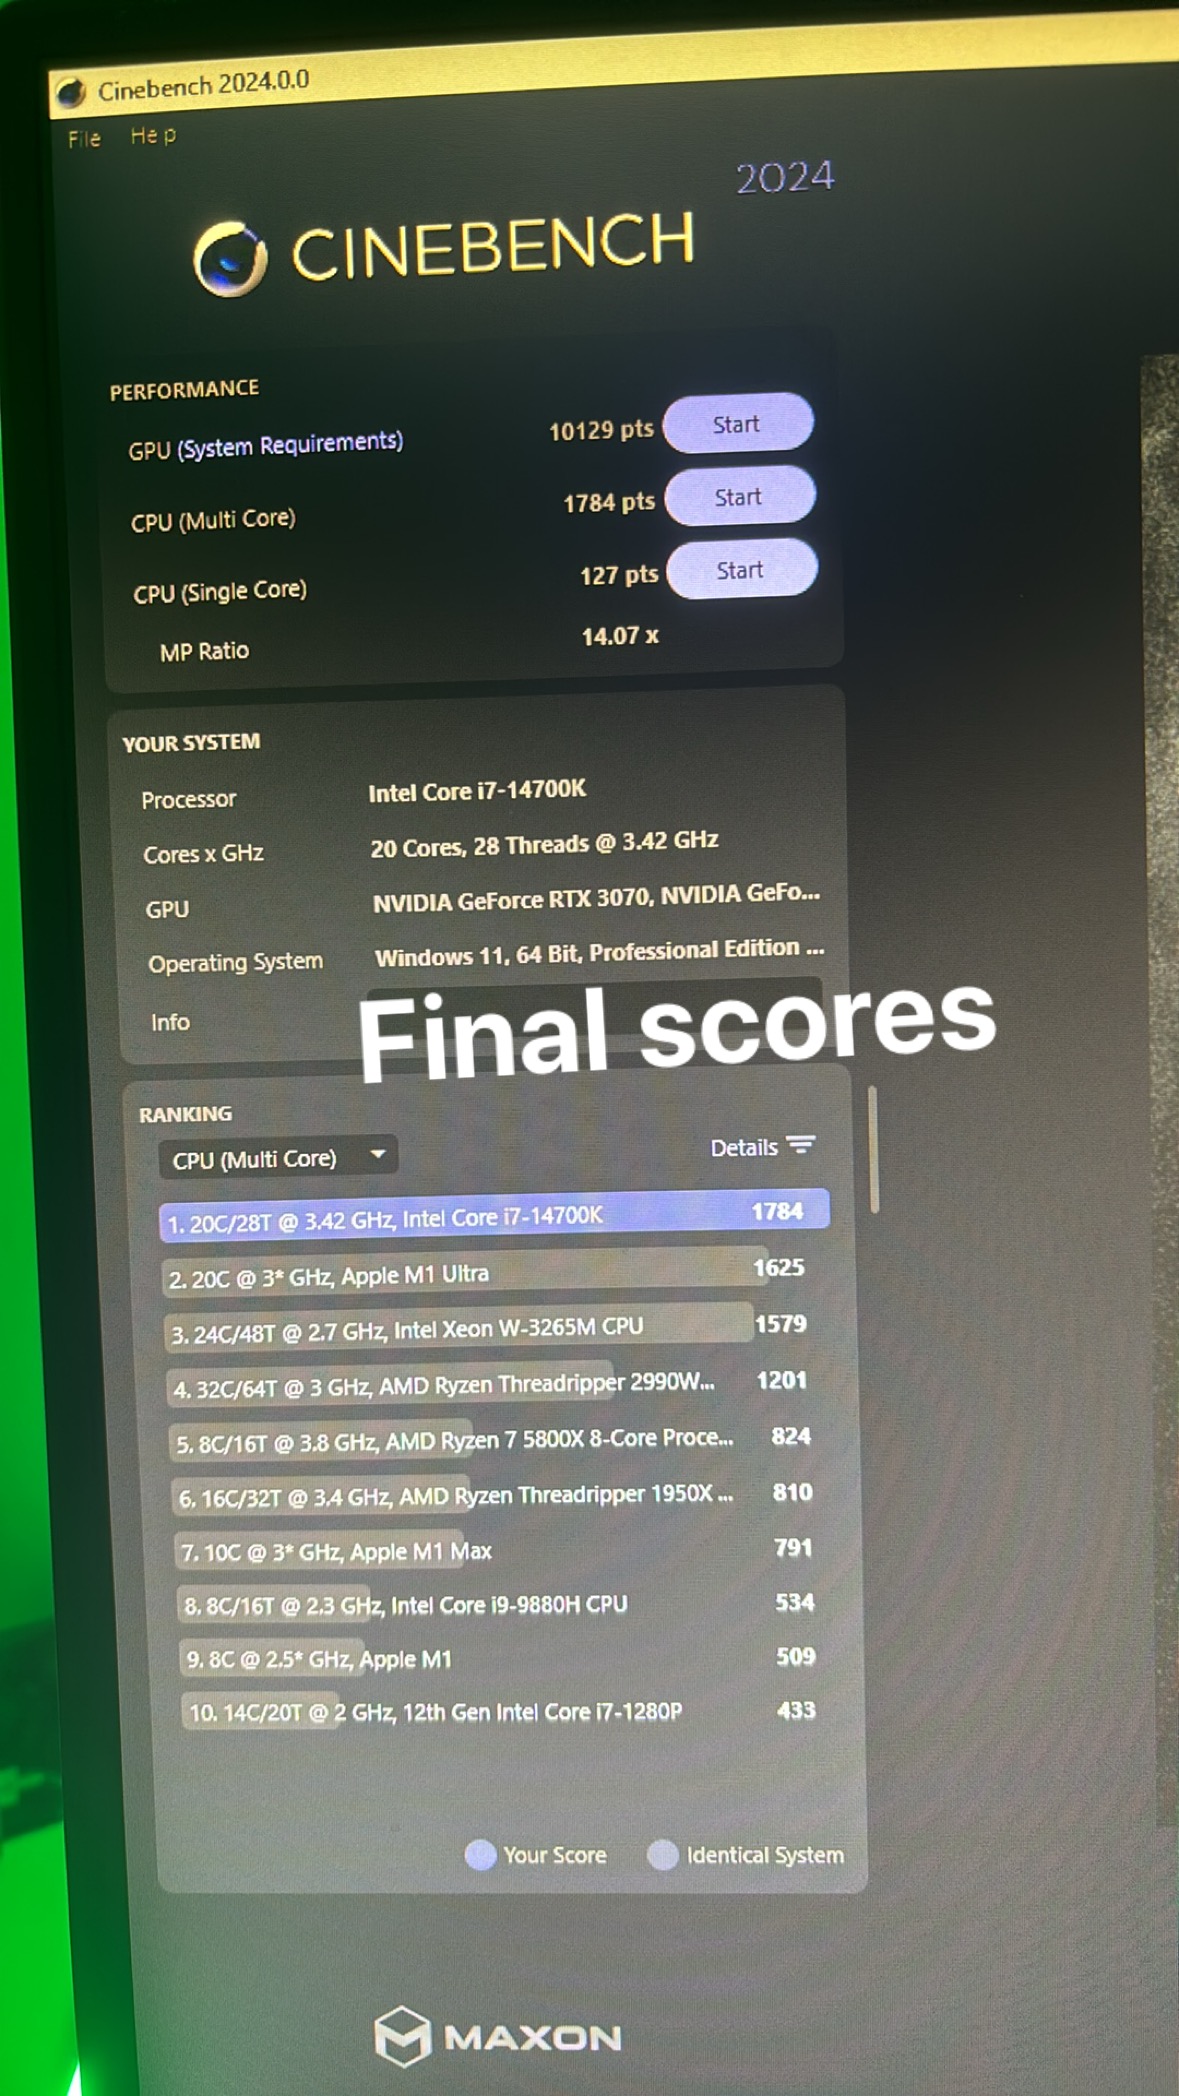 Cinebench 2024.0.0
File Help
2024
CINEBENCH
PERFORMANCE
GPU (System Requirements) 10129 pts Start
CPU (Multi Core) 1784 pts Start
CPU (Single Core) 127 pts Start
MP Ratio 14.07 x
YOUR SYSTEM
Processor Intel Core i7-14700K
Cores x GHz 20 Cores, 28 Threads @ 3.42 GHz
GPU NVIDIA GeForce RTX 3070, NVIDIA GeFo...
Operating System Windows 11, 64 Bit, Professional Edition ...
Info
Final scores
RANKING
CPU (Multi Core) Details
1. 20C/28T @ 3.42 GHz, Intel Core i7-14700K 1784
2. 20C @ 3* GHz, Apple M1 Ultra 1625
3. 24C/48T @ 2.7 GHz, Intel Xeon W-3265M CPU 1579
4. 32C/64T @ 3 GHz, AMD Ryzen Threadripper 2990W... 1201
5. 8C/16T @ 3.8 GHz, AMD Ryzen 7 5800X 8-Core Proce... 824
6. 16C/32T @ 3.4 GHz, AMD Ryzen Threadripper 1950X ... 810
7. 10C @ 3* GHz, Apple M1 Max 791
8. 8C/16T @ 2.3 GHz, Intel Core i9-9880H CPU 534
9. 8C @ 2.5* GHz, Apple M1 509
10. 14C/20T @ 2 GHz, 12th Gen Intel Core i7-1280P 433
Your Score Identical System
MAXON